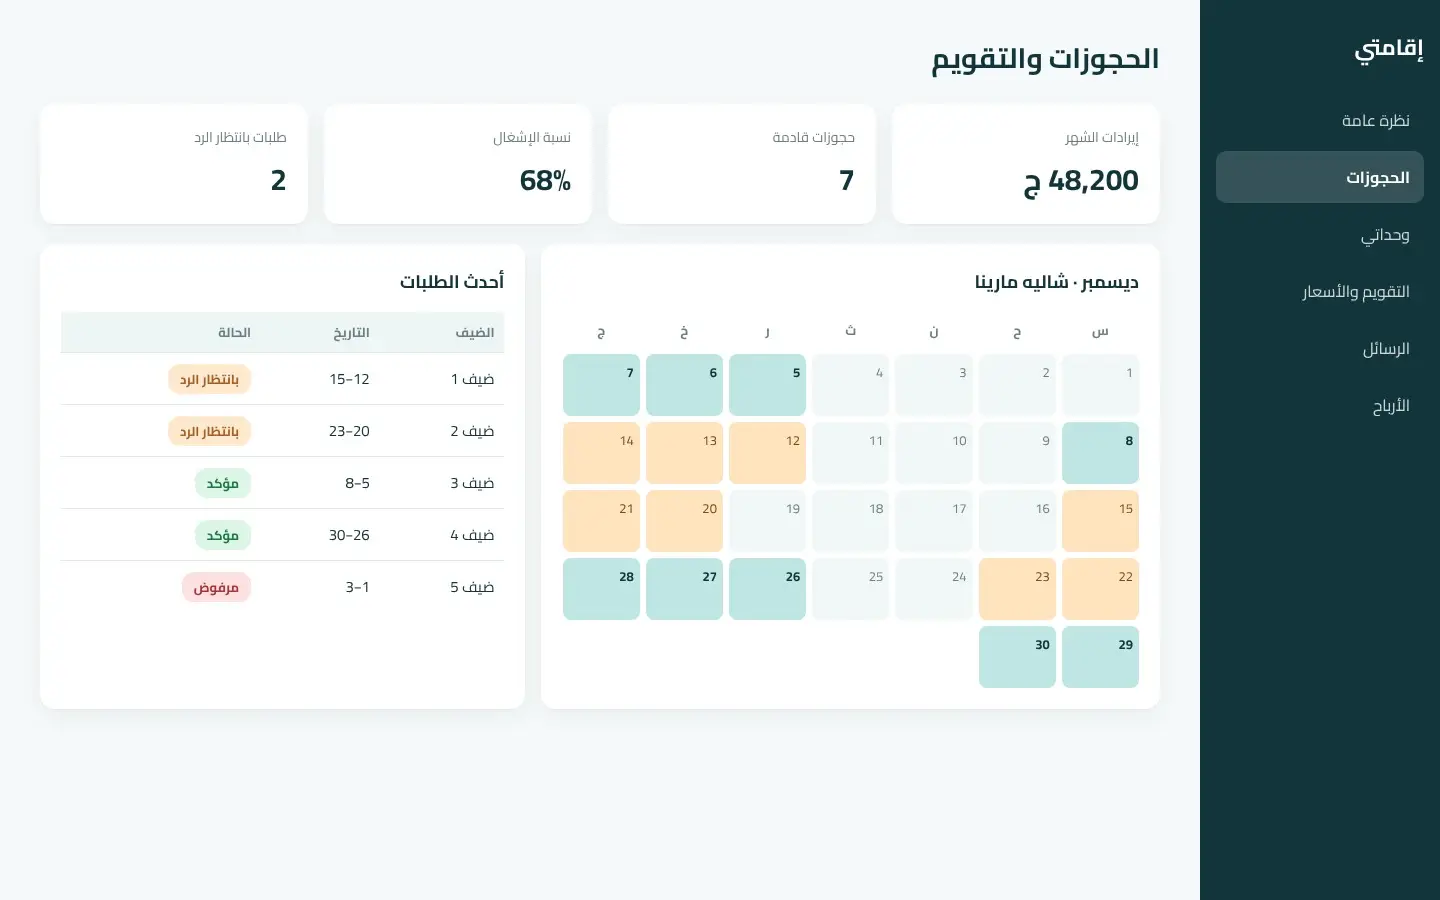 إقامتي
نظرة عامة
الحجوزات
وحداتي
التقويم والأسعار
الرسائل
الأرباح
الحجوزات والتقويم
إيرادات الشهر
48,200 ج
حجوزات قادمة
7
نسبة الإشغال
68%
طلبات بانتظار الرد
2
ديسمبر · شاليه مارينا
س ح ن ث ر خ ج
1 2 3 4 5 6 7
8 9 10 11 12 13 14
15 16 17 18 19 20 21
22 23 24 25 26 27 28
29 30
أحدث الطلبات
الضيف التاريخ الحالة
ضيف 1 12–15 بانتظار الرد
ضيف 2 20–23 بانتظار الرد
ضيف 3 5–8 مؤكد
ضيف 4 26–30 مؤكد
ضيف 5 1–3 مرفوض